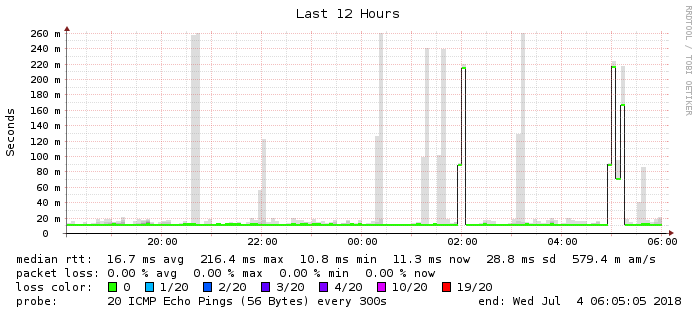 Last 12 Hours
RRDTOOL / TOBI OETIKER
Seconds
260 m
240 m
220 m
200 m
180 m
160 m
140 m
120 m
100 m
80 m
60 m
40 m
20 m
0
20:00 22:00 00:00 02:00 04:00 06:00
median rtt: 16.7 ms avg 216.4 ms max 10.8 ms min 11.3 ms now 28.8 ms sd 579.4 m am/s
packet loss: 0.00 % avg 0.00 % max 0.00 % min 0.00 % now
loss color: 0 1/20 2/20 3/20 4/20 10/20 19/20
probe: 20 ICMP Echo Pings (56 Bytes) every 300s end: Wed Jul 4 06:05:05 2018